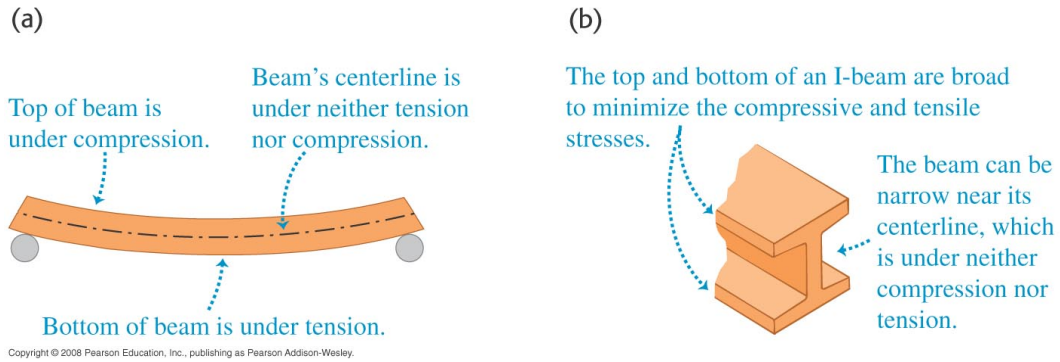 (a)
Top of beam is
under compression.
Beam's centerline is
under neither tension
nor compression.
Bottom of beam is under tension.
(b)
The top and bottom of an I-beam are broad
to minimize the compressive and tensile
stresses.
The beam can be
narrow near its
centerline, which
is under neither
compression nor
tension.
Copyright © 2008 Pearson Education, Inc., publishing as Pearson Addison-Wesley.